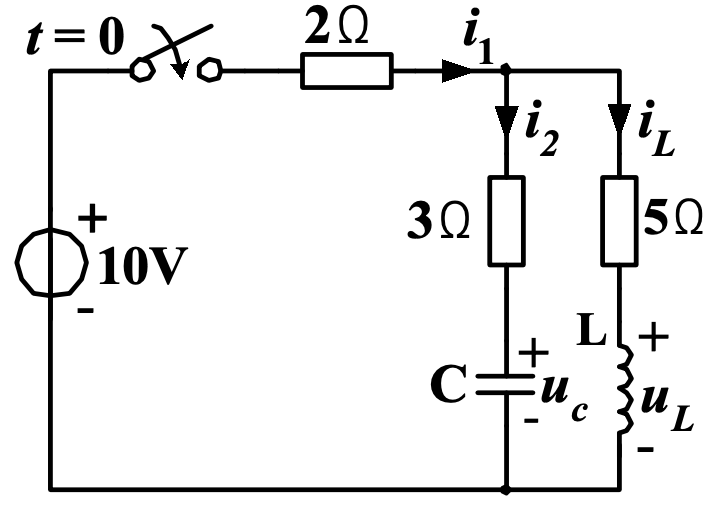 t = 0
2Ω
i1
i2
iL
3Ω
5Ω
+
10V
-
L
+
uL
-
+
C
uc
-